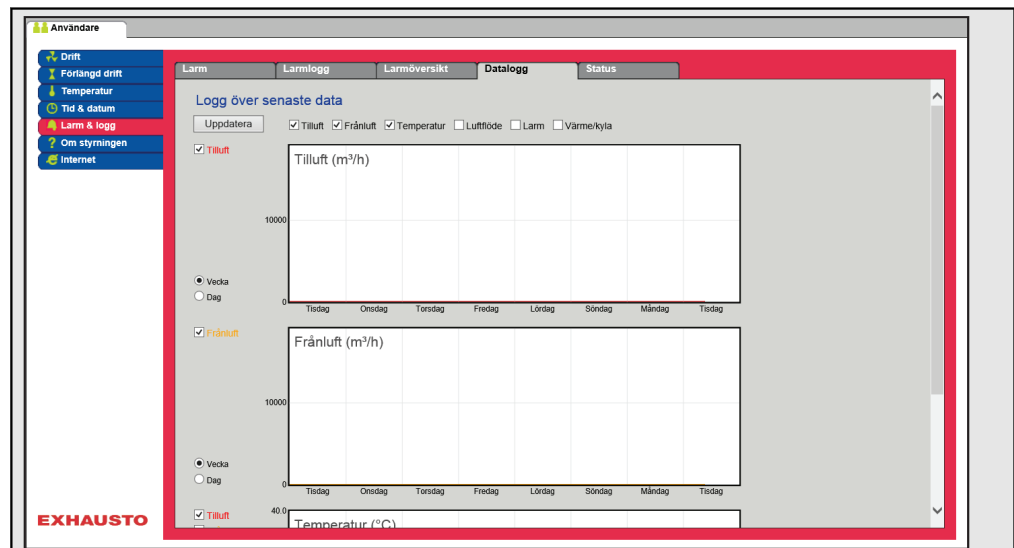 Användare
Drift
Förlängd drift
Temperatur
Tid & datum
Larm & logg
Om styrningen
Internet
EXHAUSTO
Larm Larmlogg Larmöversikt Datalogg Status
Logg över senaste data
Uppdatera Tilluft Frånluft Temperatur Luftflöde Larm Värme/kyla
Tilluft
Tilluft (m³/h)
10000
Vecka
Dag
0
Tisdag Onsdag Torsdag Fredag Lördag Söndag Måndag Tisdag
Frånluft
Frånluft (m³/h)
10000
Vecka
Dag
0
Tisdag Onsdag Torsdag Fredag Lördag Söndag Måndag Tisdag
Tilluft
40.0
Temperatur (°C)